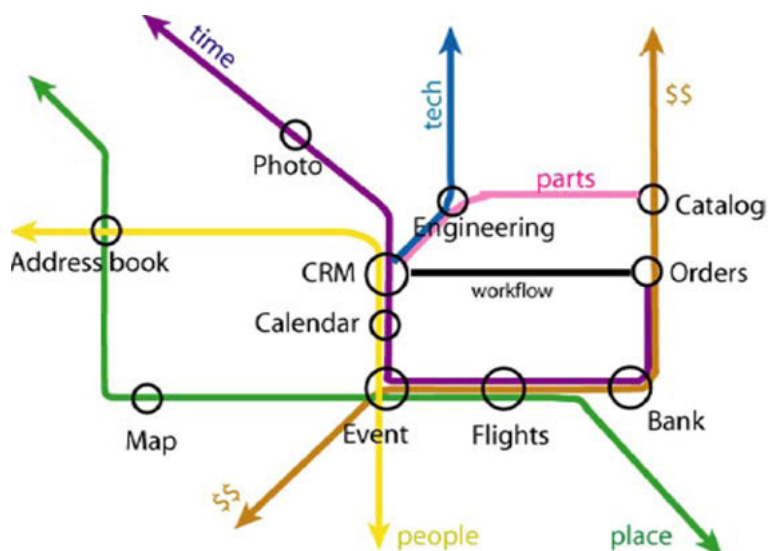 time
tech
$$
Photo
parts
Catalog
Engineering
Address book
CRM
Orders
workflow
Calendar
Map
Event
Flights
Bank
$$
people
place